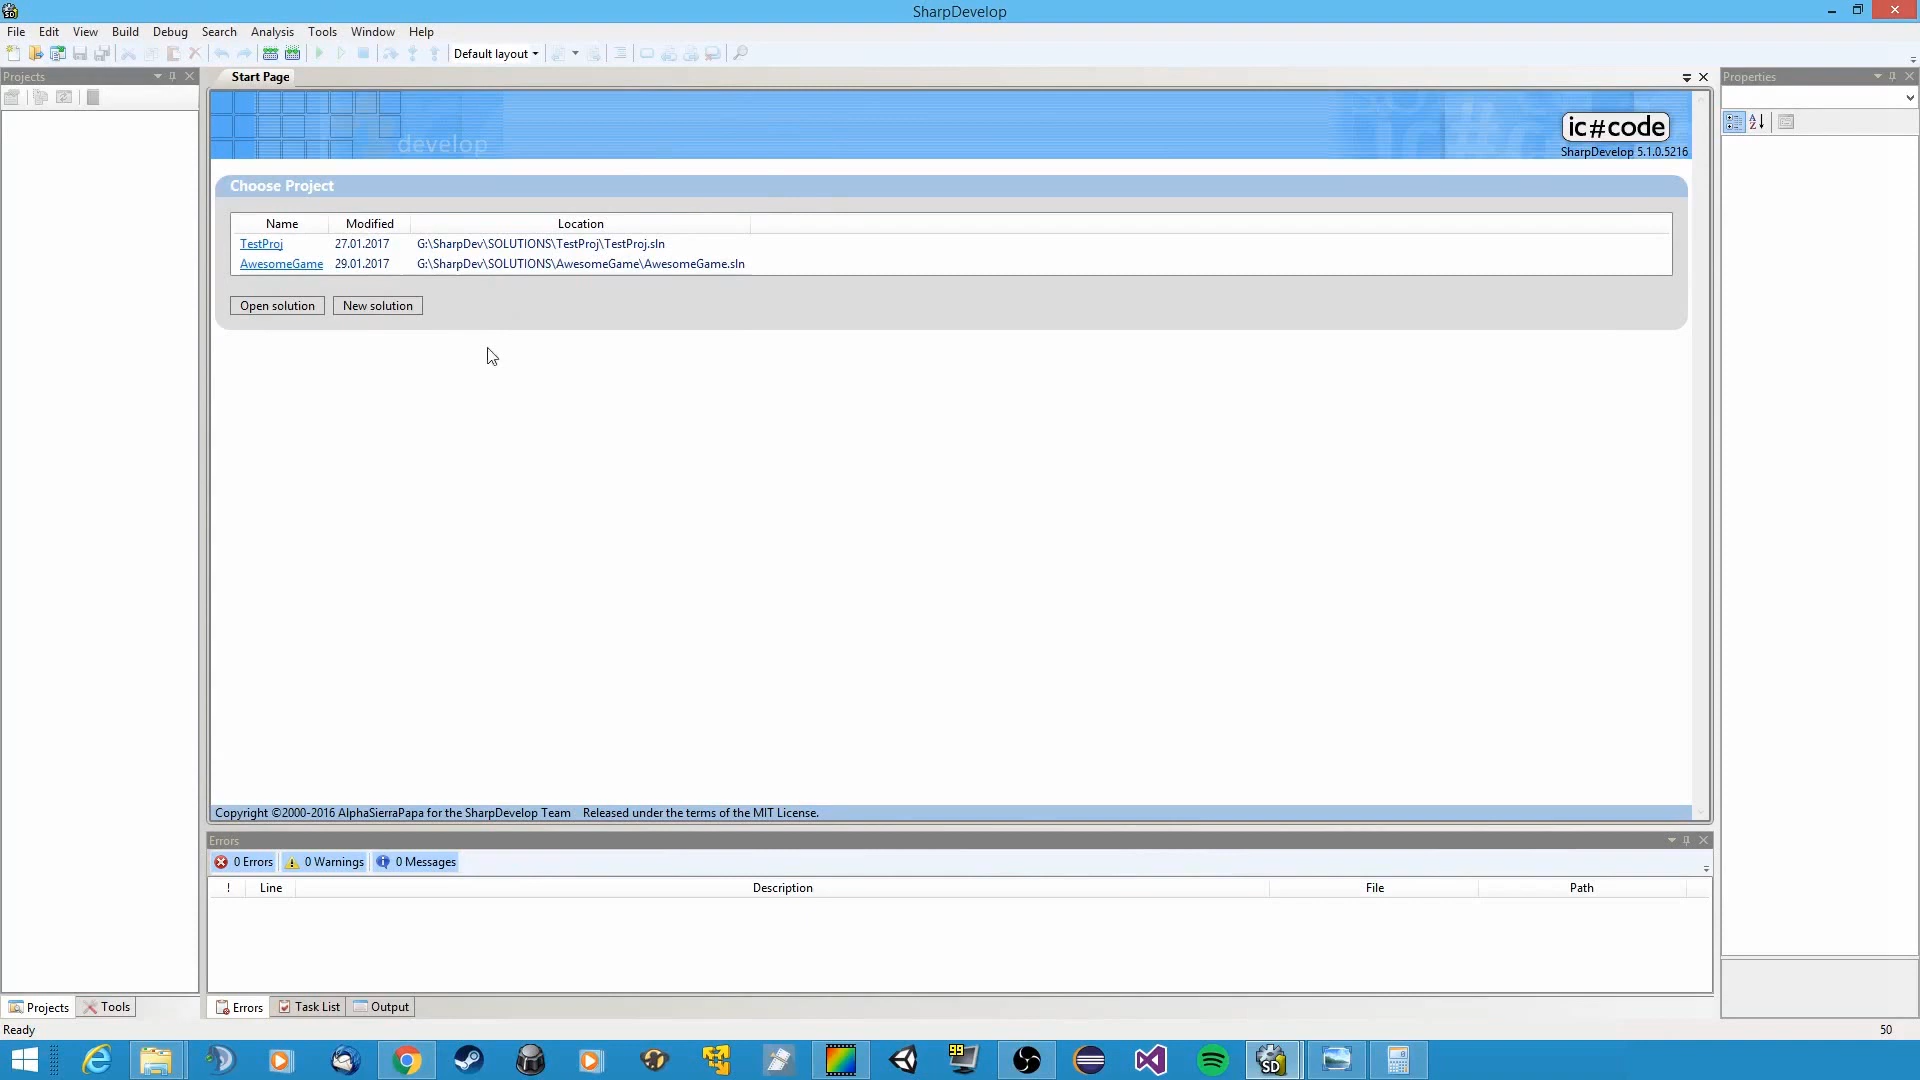 SharpDevelop
File Edit View Build Debug Search Analysis Tools Window Help
Default layout
Projects
Start Page
Properties
develop
ic#code
SharpDevelop 5.1.0.5216
Choose Project
Name Modified Location
TestProj 27.01.2017 G:\SharpDev\SOLUTIONS\TestProj\TestProj.sln
AwesomeGame 29.01.2017 G:\SharpDev\SOLUTIONS\AwesomeGame\AwesomeGame.sln
Open solution New solution
Copyright ©2000-2016 AlphaSierraPapa for the SharpDevelop Team Released under the terms of the MIT License.
Errors
0 Errors 0 Warnings 0 Messages
! Line Description File Path
Projects Tools Errors Task List Output
Ready 50
99
SD